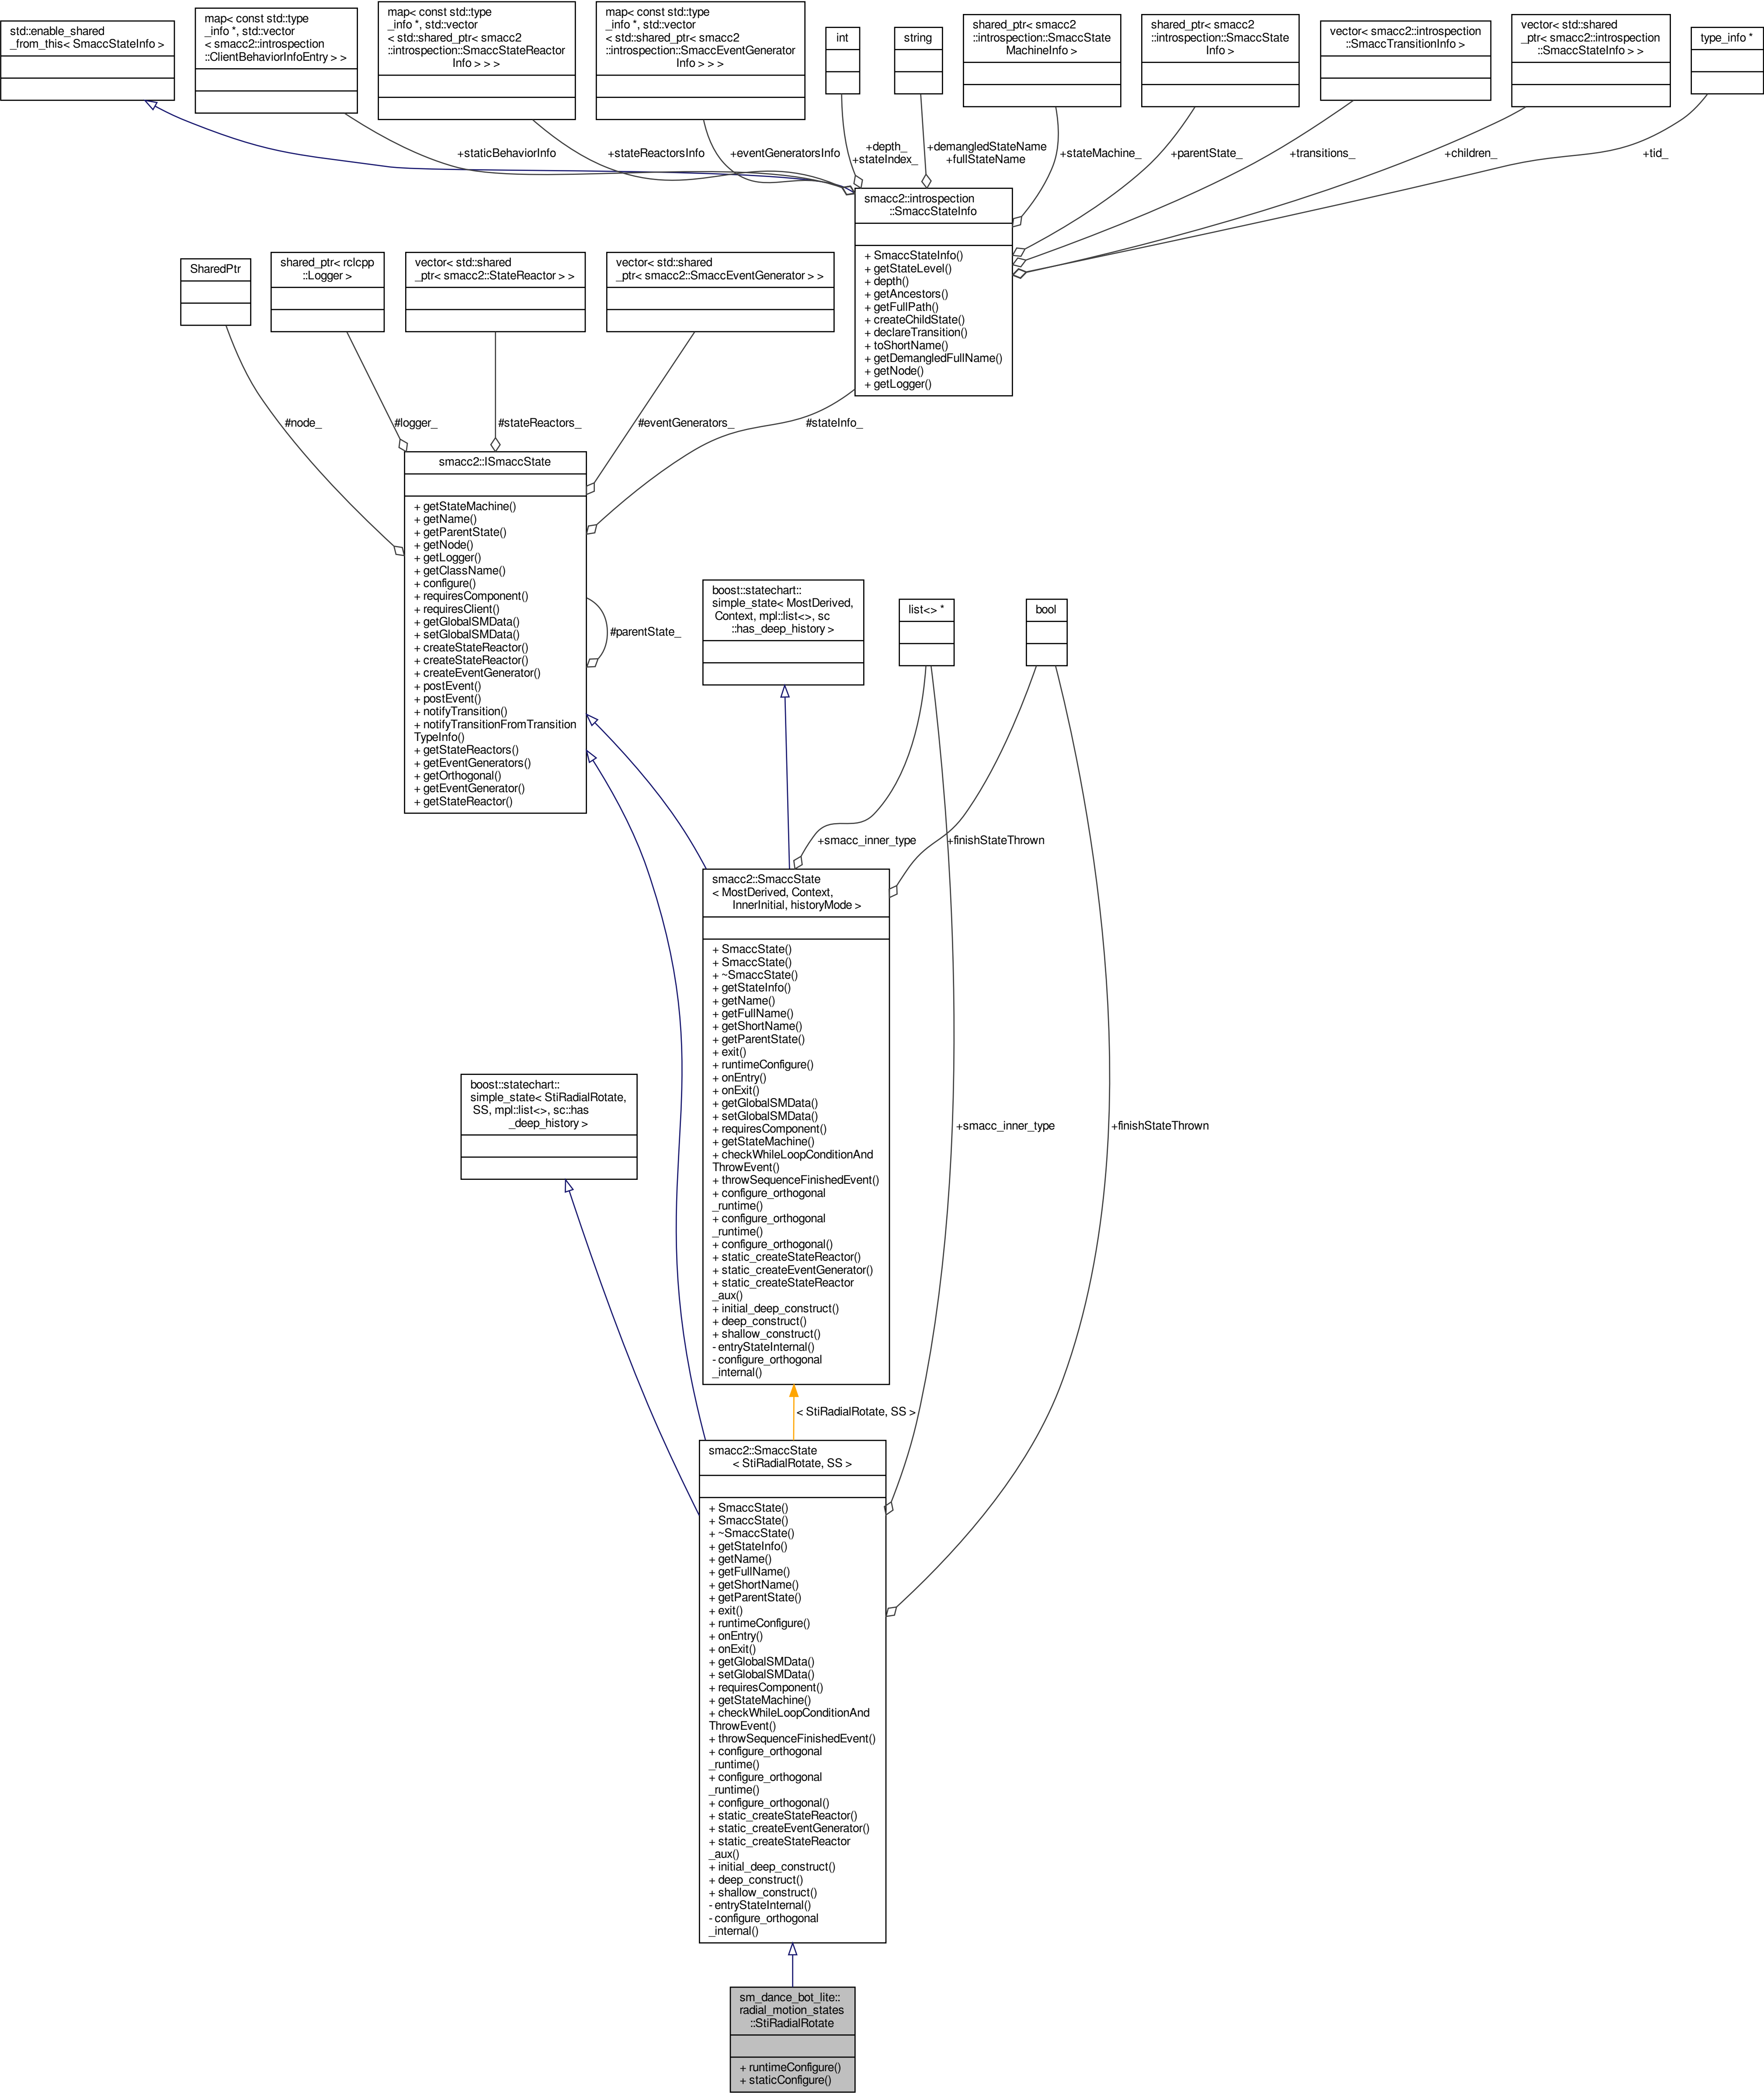 std::enable_shared
_from_this< SmaccStateInfo >
map< const std::type
_info *, std::vector
< smacc2::introspection
::ClientBehaviorInfoEntry > >
map< const std::type
_info *, std::vector
< std::shared_ptr< smacc2
::introspection::SmaccStateReactor
Info > > >
map< const std::type
_info *, std::vector
< std::shared_ptr< smacc2
::introspection::SmaccEventGenerator
Info > > >
int
string
shared_ptr< smacc2
::introspection::SmaccState
MachineInfo >
shared_ptr< smacc2
::introspection::SmaccState
Info >
vector< smacc2::introspection
::SmaccTransitionInfo >
vector< std::shared
_ptr< smacc2::introspection
::SmaccStateInfo > >
type_info *
+staticBehaviorInfo
+stateReactorsInfo
+eventGeneratorsInfo
+depth_
+stateIndex_
+demangledStateName
+fullStateName
+stateMachine_
+parentState_
+transitions_
+children_
+tid_
smacc2::introspection
::SmaccStateInfo
+ SmaccStateInfo()
+ getStateLevel()
+ depth()
+ getAncestors()
+ getFullPath()
+ createChildState()
+ declareTransition()
+ toShortName()
+ getDemangledFullName()
+ getNode()
+ getLogger()
SharedPtr
shared_ptr< rclcpp
::Logger >
vector< std::shared
_ptr< smacc2::StateReactor > >
vector< std::shared
_ptr< smacc2::SmaccEventGenerator > >
#node_
#logger_
#stateReactors_
#eventGenerators_
#stateInfo_
smacc2::ISmaccState
+ getStateMachine()
+ getName()
+ getParentState()
+ getNode()
+ getLogger()
+ getClassName()
+ configure()
+ requiresComponent()
+ requiresClient()
+ getGlobalSMData()
+ setGlobalSMData()
+ createStateReactor()
+ createStateReactor()
+ createEventGenerator()
+ postEvent()
+ postEvent()
+ notifyTransition()
+ notifyTransitionFromTransition
TypeInfo()
+ getStateReactors()
+ getEventGenerators()
+ getOrthogonal()
+ getEventGenerator()
+ getStateReactor()
#parentState_
boost::statechart::
simple_state< MostDerived,
Context, mpl::list<>, sc
::has_deep_history >
list<> *
bool
+smacc_inner_type
+finishStateThrown
smacc2::SmaccState
< MostDerived, Context,
InnerInitial, historyMode >
+ SmaccState()
+ SmaccState()
+ ~SmaccState()
+ getStateInfo()
+ getName()
+ getFullName()
+ getShortName()
+ getParentState()
+ exit()
+ runtimeConfigure()
+ onEntry()
+ onExit()
+ getGlobalSMData()
+ setGlobalSMData()
+ requiresComponent()
+ getStateMachine()
+ checkWhileLoopConditionAnd
ThrowEvent()
+ throwSequenceFinishedEvent()
+ configure_orthogonal
_runtime()
+ configure_orthogonal
_runtime()
+ configure_orthogonal()
+ static_createStateReactor()
+ static_createEventGenerator()
+ static_createStateReactor
_aux()
+ initial_deep_construct()
+ deep_construct()
+ shallow_construct()
- entryStateInternal()
- configure_orthogonal
_internal()
boost::statechart::
simple_state< StiRadialRotate,
SS, mpl::list<>, sc::has
_deep_history >
+smacc_inner_type
+finishStateThrown
< StiRadialRotate, SS >
smacc2::SmaccState
< StiRadialRotate, SS >
+ SmaccState()
+ SmaccState()
+ ~SmaccState()
+ getStateInfo()
+ getName()
+ getFullName()
+ getShortName()
+ getParentState()
+ exit()
+ runtimeConfigure()
+ onEntry()
+ onExit()
+ getGlobalSMData()
+ setGlobalSMData()
+ requiresComponent()
+ getStateMachine()
+ checkWhileLoopConditionAnd
ThrowEvent()
+ throwSequenceFinishedEvent()
+ configure_orthogonal
_runtime()
+ configure_orthogonal
_runtime()
+ configure_orthogonal()
+ static_createStateReactor()
+ static_createEventGenerator()
+ static_createStateReactor
_aux()
+ initial_deep_construct()
+ deep_construct()
+ shallow_construct()
- entryStateInternal()
- configure_orthogonal
_internal()
sm_dance_bot_lite::
radial_motion_states
::StiRadialRotate
+ runtimeConfigure()
+ staticConfigure()